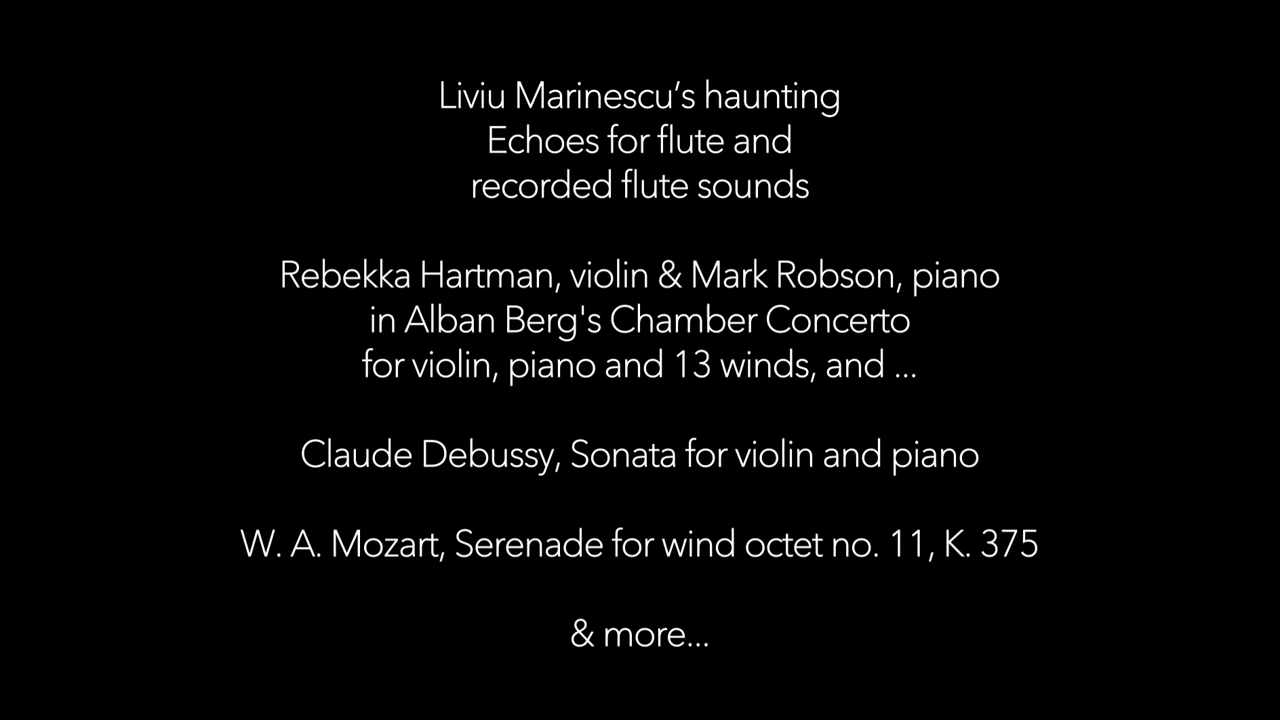 Liviu Marinescu’s haunting
Echoes for flute and
recorded flute sounds
Rebekka Hartman, violin & Mark Robson, piano
in Alban Berg's Chamber Concerto
for violin, piano and 13 winds, and ...
Claude Debussy, Sonata for violin and piano
W. A. Mozart, Serenade for wind octet no. 11, K. 375
& more...